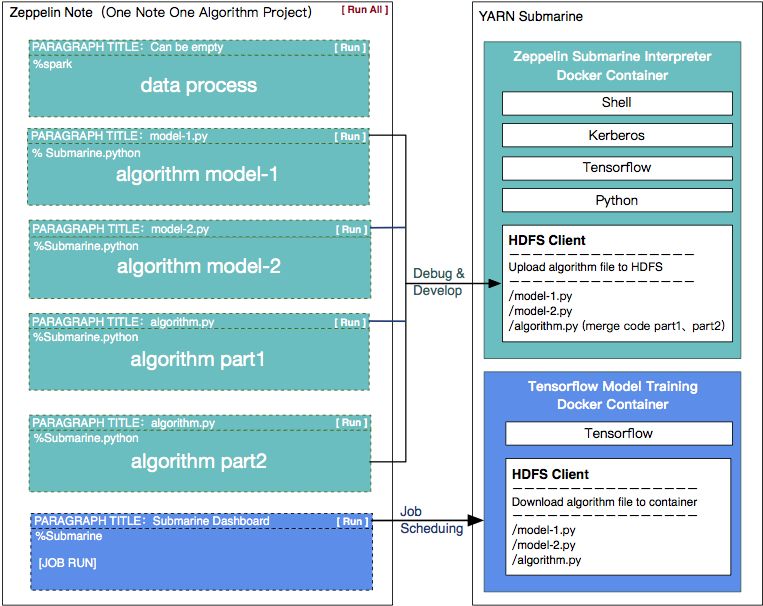 Zeppelin Note（One Note One Algorithm Project） [ Run All ]
PARAGRAPH TITLE： Can be empty [ Run ]
%spark
data process
PARAGRAPH TITLE： model-1.py [ Run ]
% Submarine.python
algorithm model-1
PARAGRAPH TITLE： model-2.py [ Run ]
%Submarine.python
algorithm model-2
PARAGRAPH TITLE： algorithm.py [ Run ]
%Submarine.python
algorithm part1
PARAGRAPH TITLE： algorithm.py [ Run ]
%Submarine.python
algorithm part2
PARAGRAPH TITLE： Submarine Dashboard [ Run ]
%Submarine
[JOB RUN]
Debug &
Develop
Job
Scheduing
YARN Submarine
Zeppelin Submarine Interpreter
Docker Container
Shell
Kerberos
Tensorflow
Python
HDFS Client
Upload algorithm file to HDFS
/model-1.py
/model-2.py
/algorithm.py (merge code part1、part2)
Tensorflow Model Training
Docker Container
Tensorflow
HDFS Client
Download algorithm file to container
/model-1.py
/model-2.py
/algorithm.py